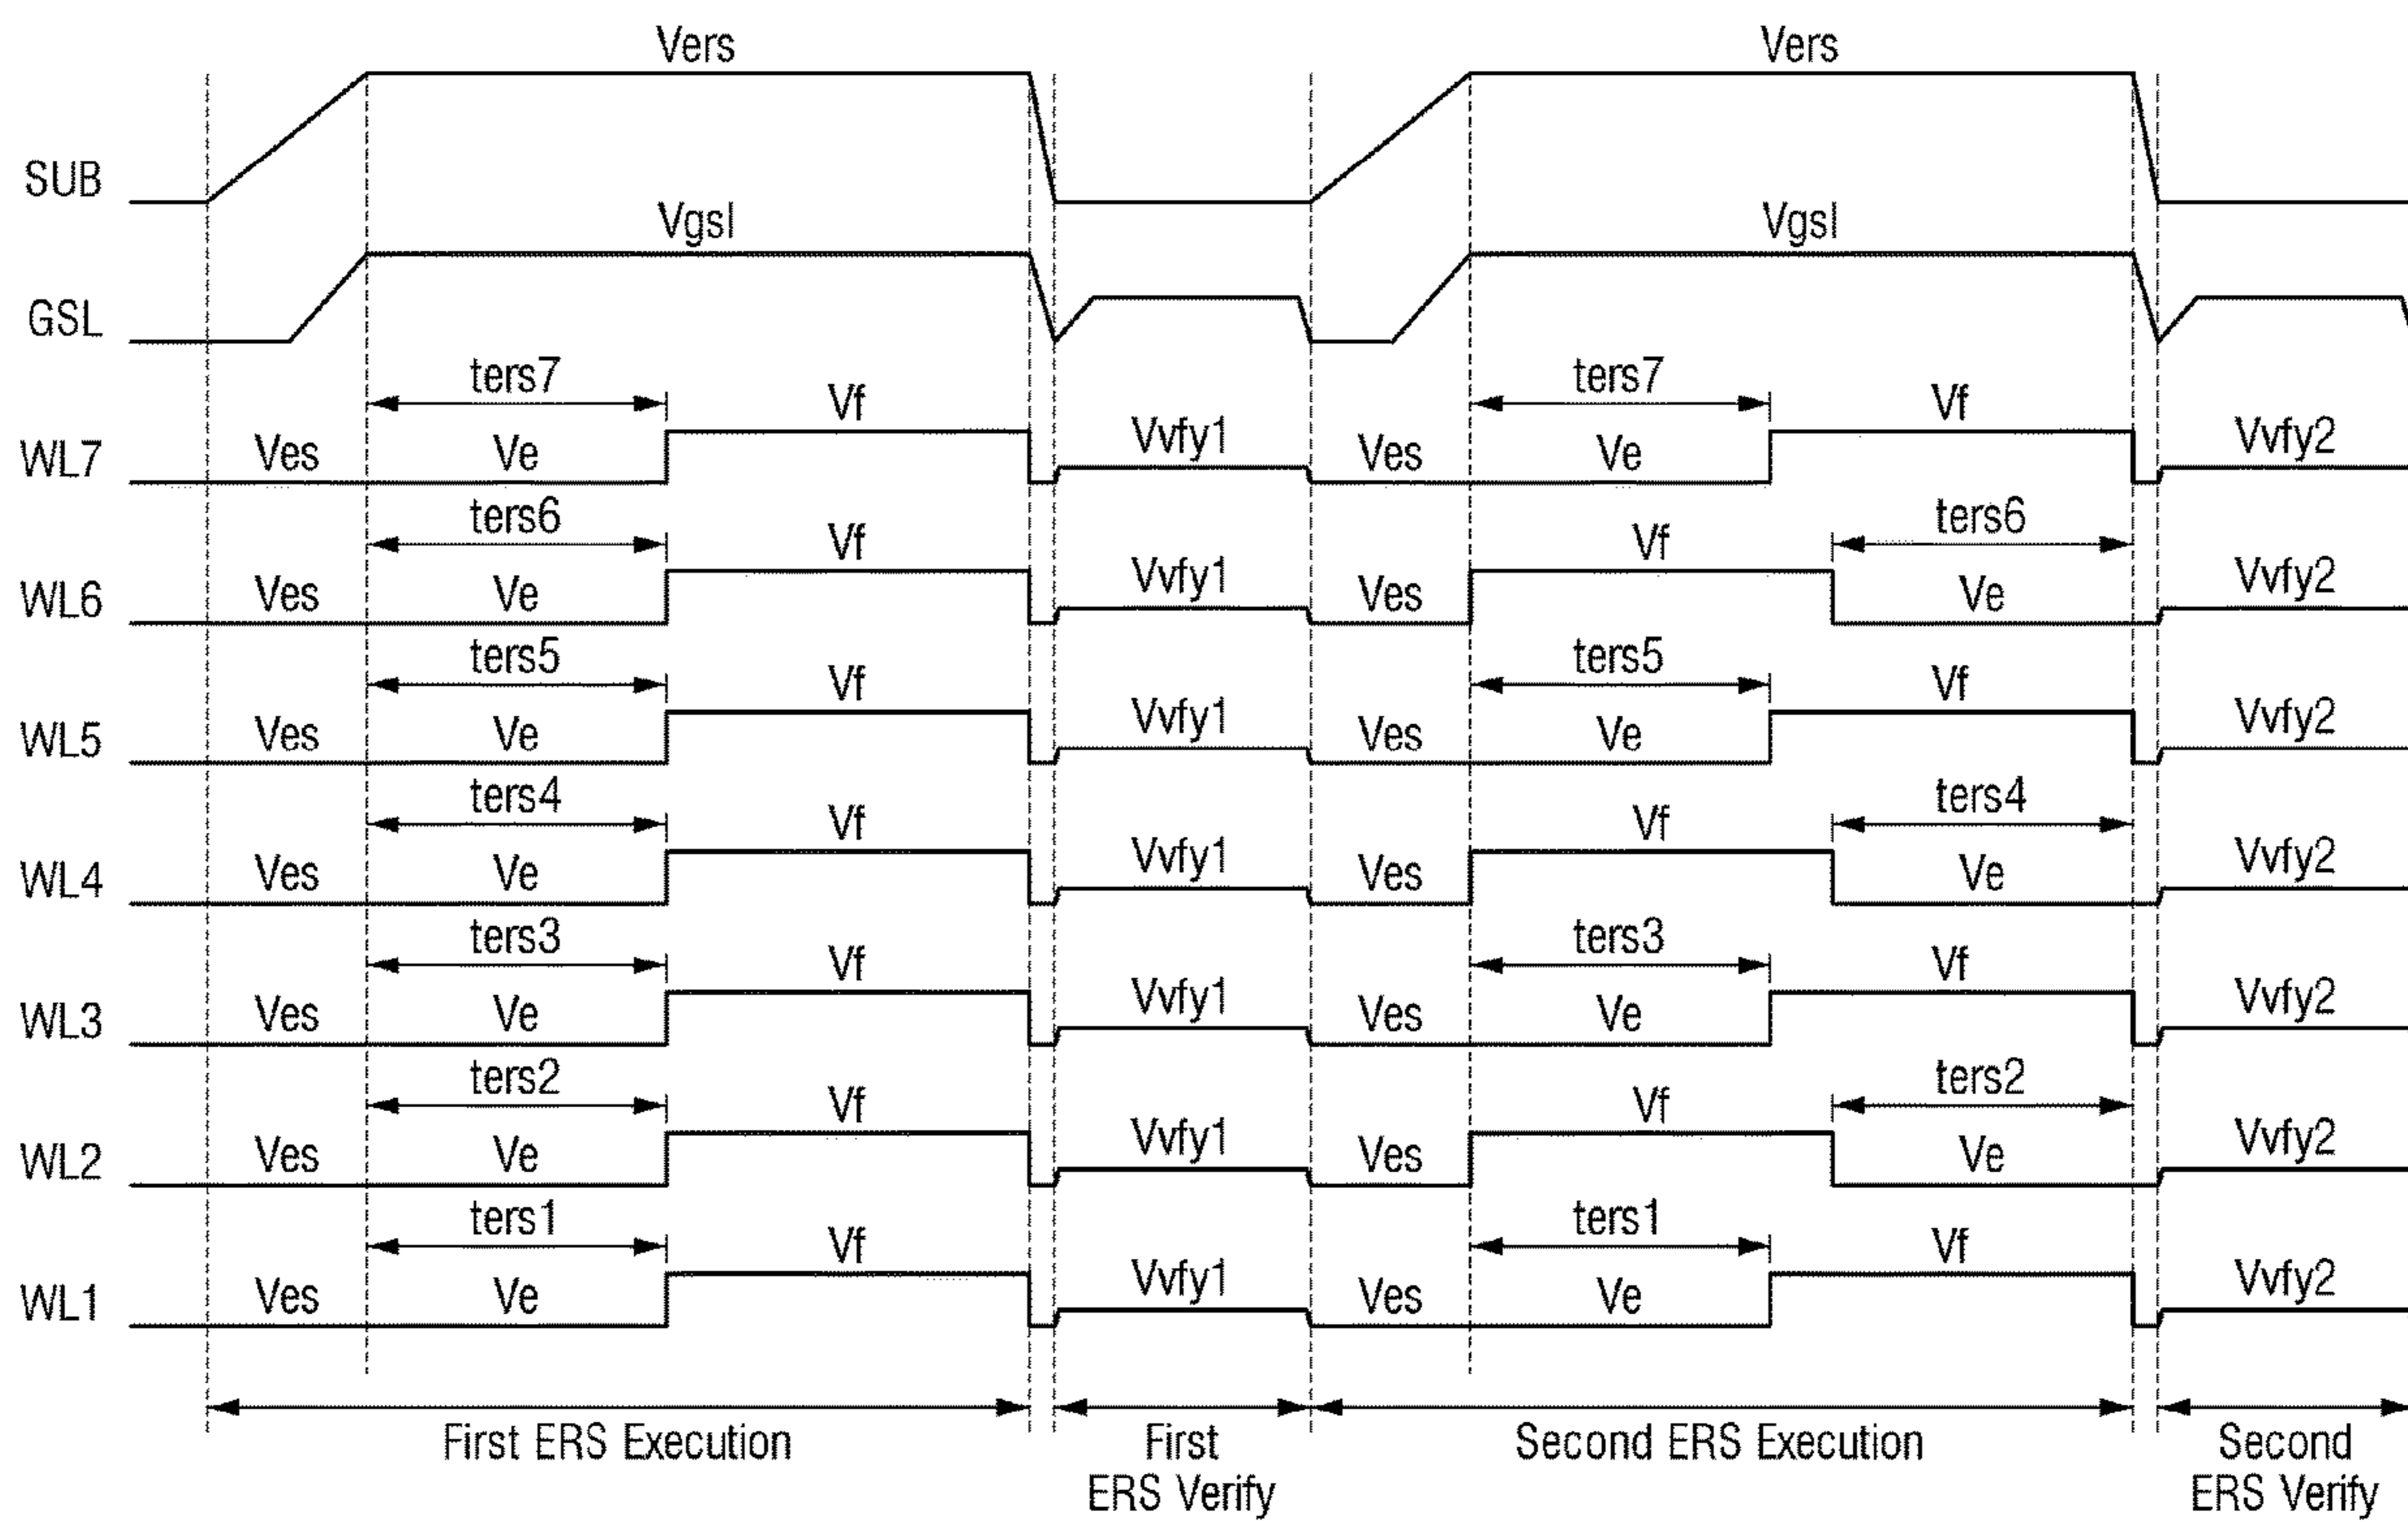 Vers Vers
SUB
Vgsl Vgsl
GSL
ters7 Vf ters7 Vf
WL7 Ves Ve Vvfy1 Ves Ve Vvfy2
ters6 Vf Vf ters6
WL6 Ves Ve Vvfy1 Ves Ve Vvfy2
ters5 Vf ters5 Vf
WL5 Ves Ve Vvfy1 Ves Ve Vvfy2
ters4 Vf Vf ters4
WL4 Ves Ve Vvfy1 Ves Ve Vvfy2
ters3 Vf ters3 Vf
WL3 Ves Ve Vvfy1 Ves Ve Vvfy2
ters2 Vf Vf ters2
WL2 Ves Ve Vvfy1 Ves Ve Vvfy2
ters1 Vf ters1 Vf
WL1 Ves Ve Vvfy1 Ves Ve Vvfy2
First ERS Execution
First
ERS Verify
Second ERS Execution
Second
ERS Verify